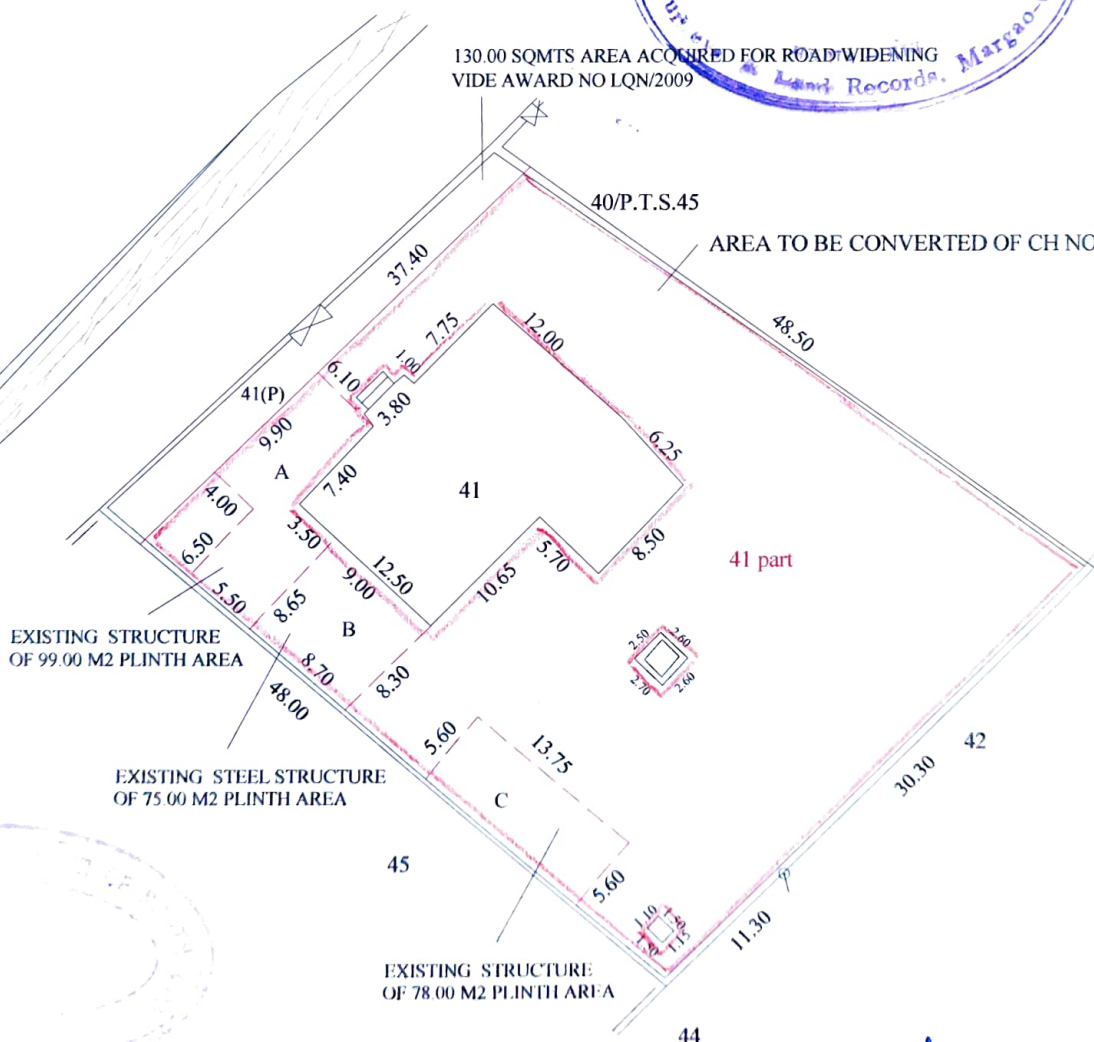 130.00 SQMTS AREA ACQUIRED FOR ROAD WIDENING
VIDE AWARD NO LQN/2009
& Land Records, Margao-
40/P.T.S.45
AREA TO BE CONVERTED OF CH NO
37.40
48.50
7.75
12.00
1.00
6.10
3.80
41(P)
9.90
6.25
A
7.40
41
4.00
3.50
6.50
12.50
5.70
8.50
41 part
9.00
10.65
5.50
8.65
B
EXISTING STRUCTURE
OF 99.00 M2 PLINTH AREA
2.50
2.60
2.70
2.60
8.70
8.30
48.00
5.60
13.75
42
30.30
EXISTING STEEL STRUCTURE
OF 75.00 M2 PLINTH AREA
C
45
5.60
1.10
1.50
1.15
11.30
EXISTING STRUCTURE
OF 78.00 M2 PLINTH AREA
44